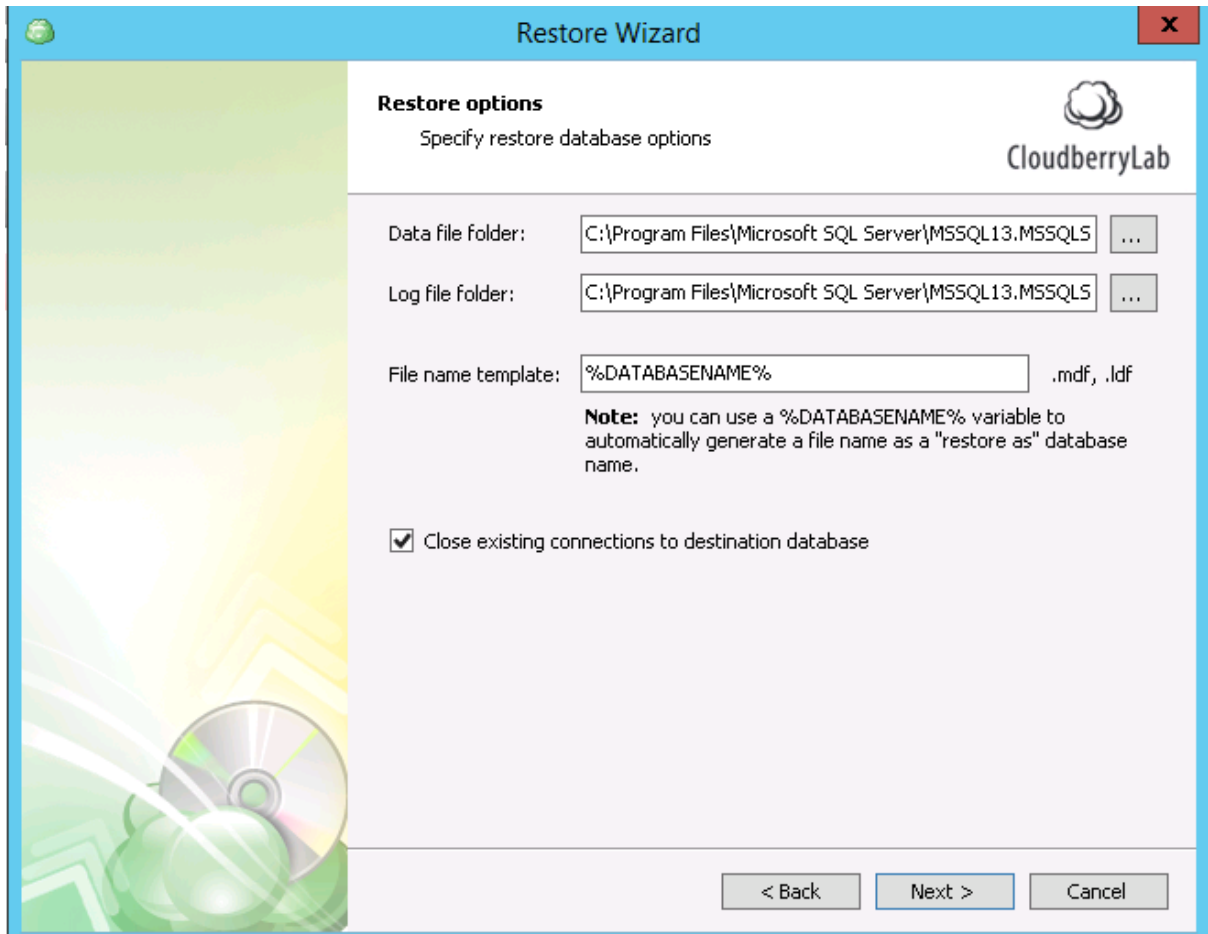 Restore Wizard
x
Restore options
Specify restore database options
CloudberryLab
Data file folder: C:\Program Files\Microsoft SQL Server\MSSQL13.MSSQLS ...
Log file folder: C:\Program Files\Microsoft SQL Server\MSSQL13.MSSQLS ...
File name template: %DATABASENAME% .mdf, .ldf
Note: you can use a %DATABASENAME% variable to
automatically generate a file name as a "restore as" database
name.
Close existing connections to destination database
< Back Next > Cancel